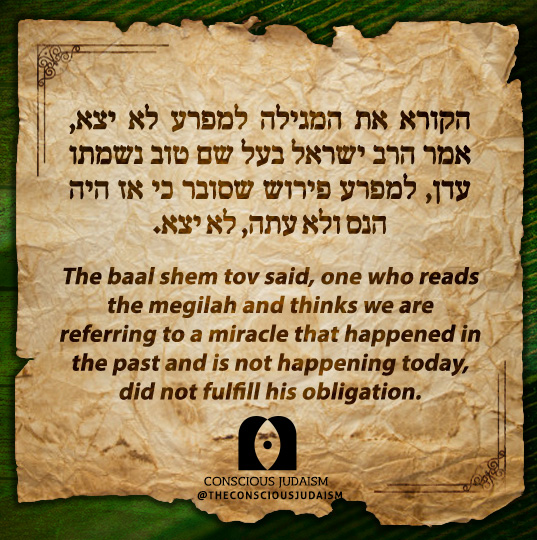 הקורא את המגילה למפרע לא יצא,
אמר הרב ישראל בעל שם טוב נשמתו
עדן, למפרע פירוש שסובר כי אז היה
הנס ולא עתה, לא יצא.
The baal shem tov said, one who reads
the megilah and thinks we are
referring to a miracle that happened in
the past and is not happening today,
did not fulfill his obligation.
CONSCIOUS JUDAISM
@THECONSCIOUSJUDAISM